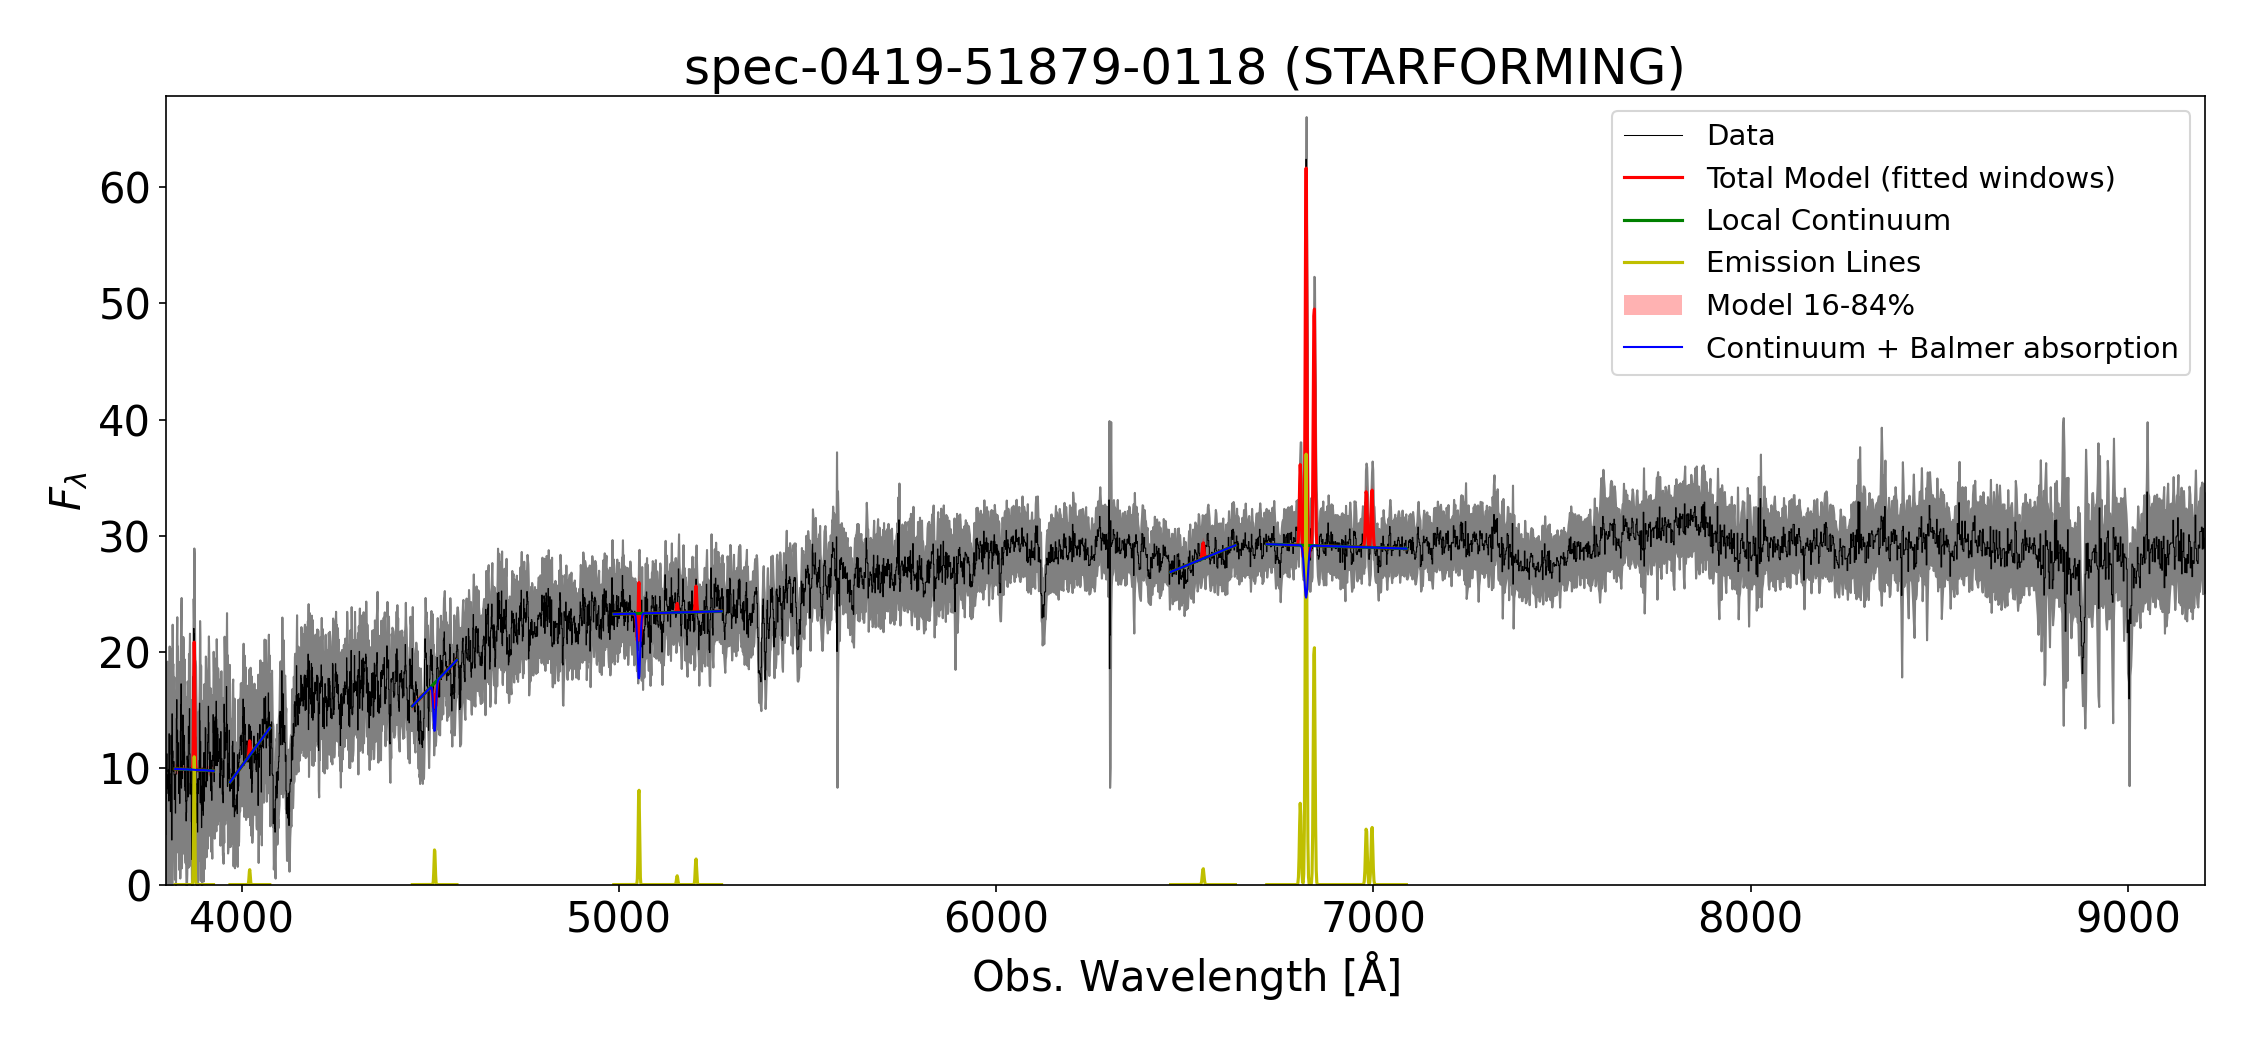 spec-0419-51879-0118 (STARFORMING)
Data
Total Model (fitted windows)
Local Continuum
Emission Lines
Model 16-84%
Continuum + Balmer absorption
60
50
40
30
20
10
0
Fλ
4000 5000 6000 7000 8000 9000
Obs. Wavelength [Å]